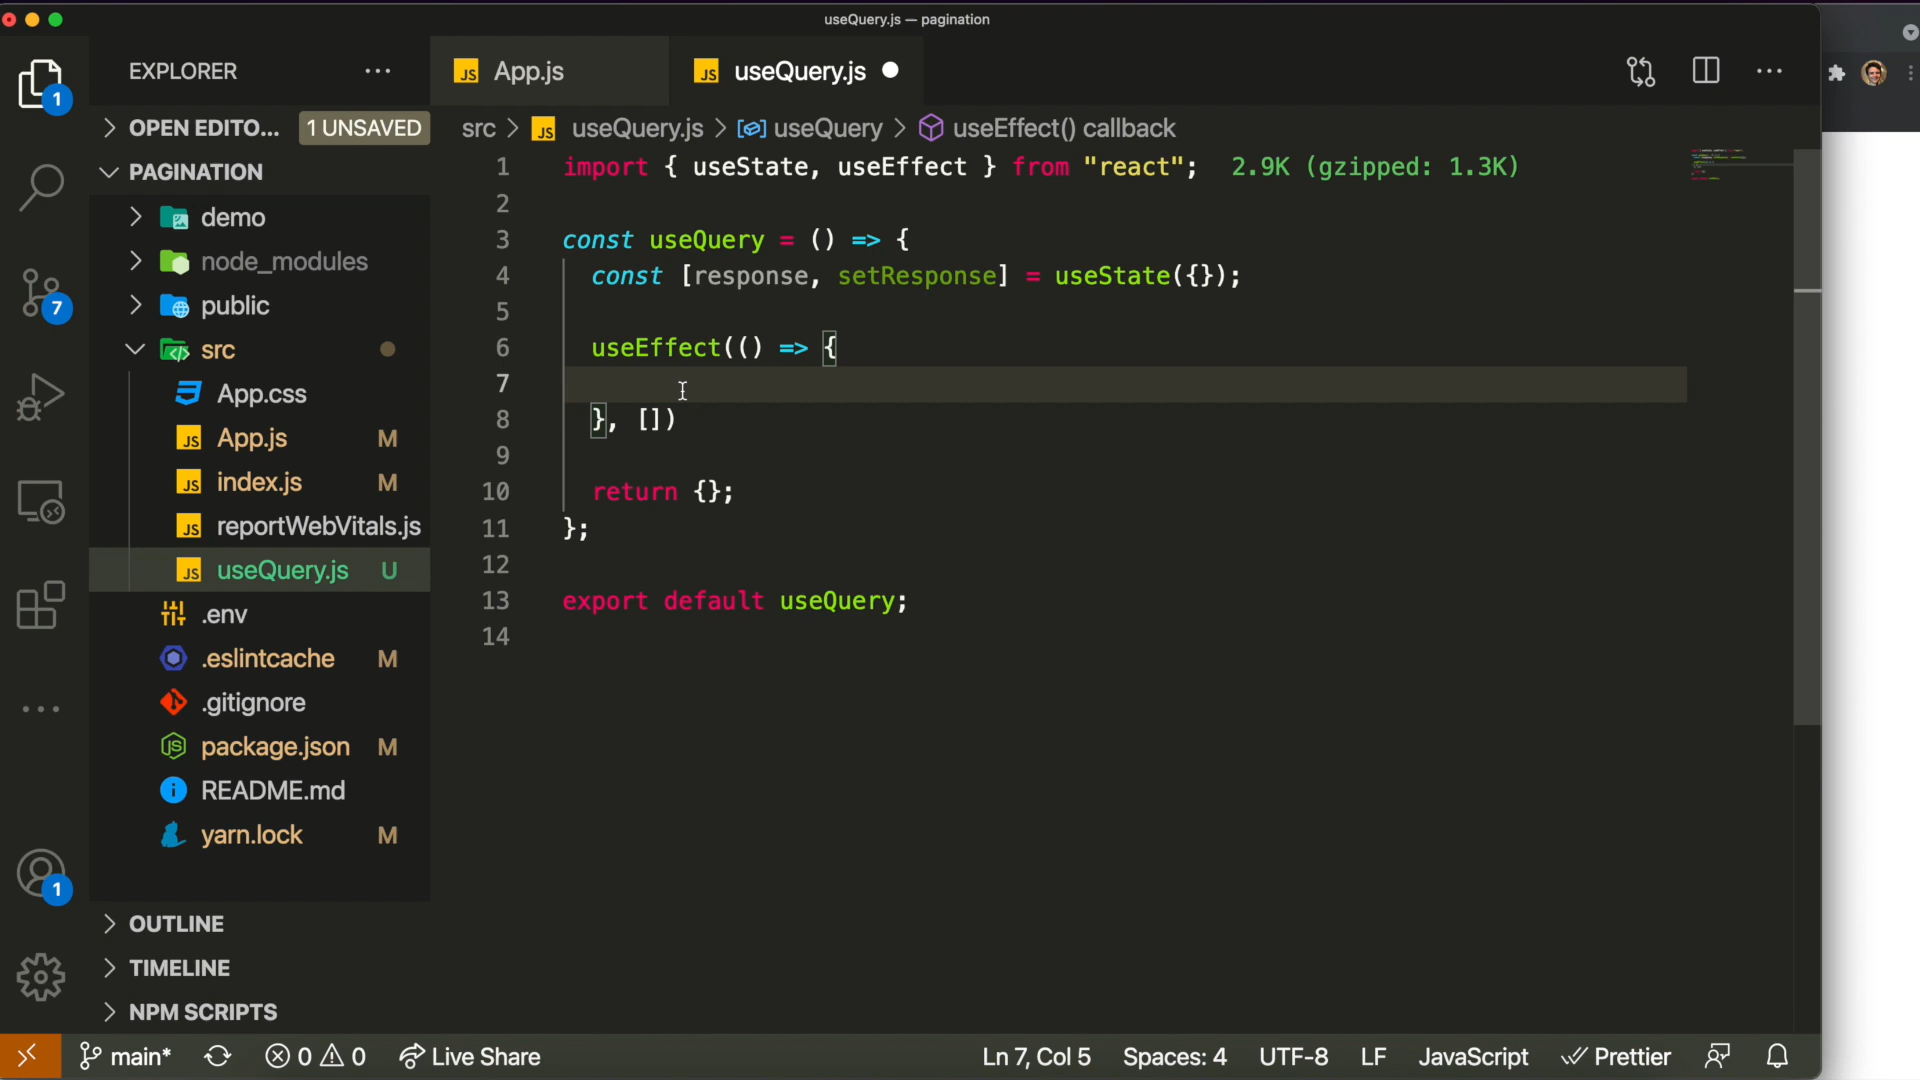 useQuery.js — pagination
EXPLORER
App.js
useQuery.js
OPEN EDITO... 1 UNSAVED
src > useQuery.js > useQuery > useEffect() callback
PAGINATION
demo
node_modules
public
src
App.css
App.js M
index.js M
reportWebVitals.js
useQuery.js U
.env
.eslintcache M
.gitignore
package.json M
README.md
yarn.lock M
OUTLINE
TIMELINE
NPM SCRIPTS
1
7
1
1 import { useState, useEffect } from "react"; 2.9K (gzipped: 1.3K)
2
3 const useQuery = () => {
4 const [response, setResponse] = useState({});
5
6 useEffect(() => {
7
8 }, [])
9
10 return {};
11 };
12
13 export default useQuery;
14
main* 0 0 Live Share Ln 7, Col 5 Spaces: 4 UTF-8 LF JavaScript Prettier